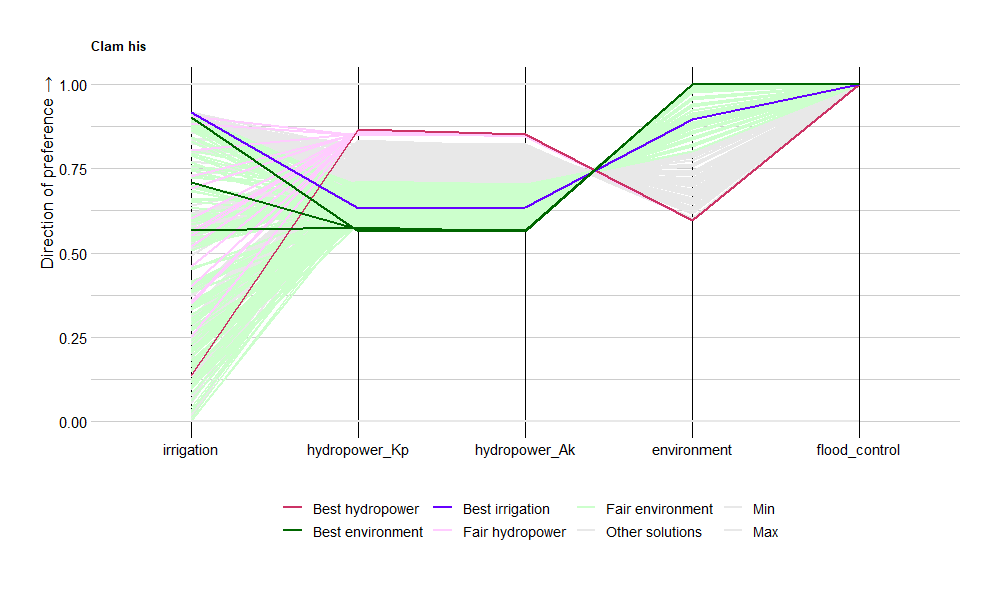 Clam his
Direction of preference →
1.00
0.75
0.50
0.25
0.00
irrigation hydropower_Kp hydropower_Ak environment flood_control
Best hydropower Best irrigation Fair environment Min
Best environment Fair hydropower Other solutions Max